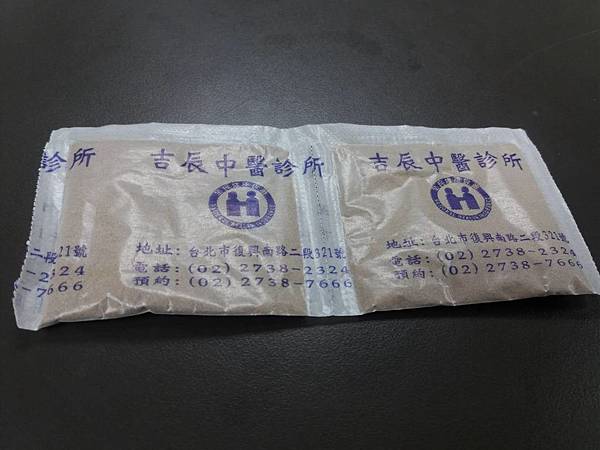 診所 吉辰中醫診所 吉辰中醫診所
二段321號 地址：台北市復興南路二段321號 地址：台北市復興南路二段321號
2324 電話：(02) 2738-2324 電話：(02) 2738-2324
7666 預約：(02) 2738-7666 預約：(02) 2738-7666